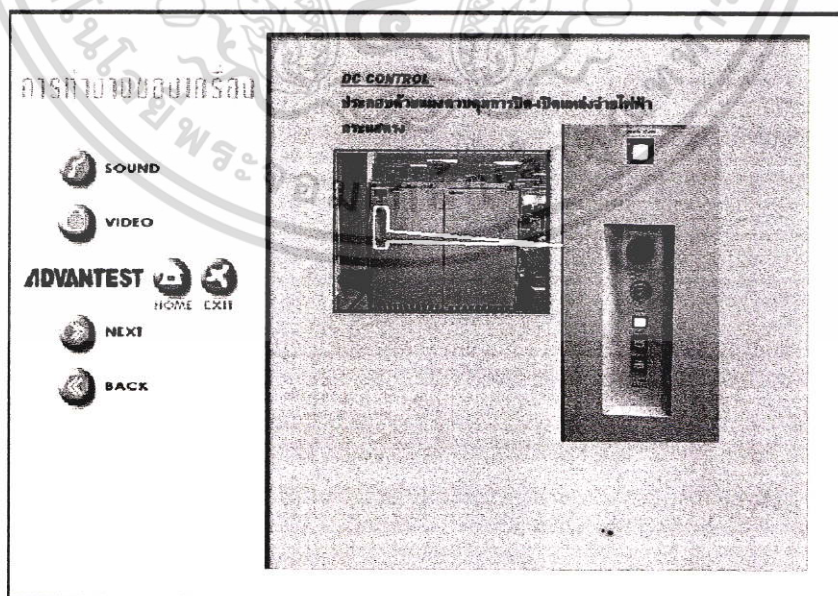 การทำงานของเครื่อง
DC CONTROL
ประกอบด้วยแผงควบคุมการปิด-เปิดแหล่งจ่ายไฟฟ้า
กระแสตรง
SOUND
VIDEO
ADVANTEST
HOME EXIT
NEXT
BACK